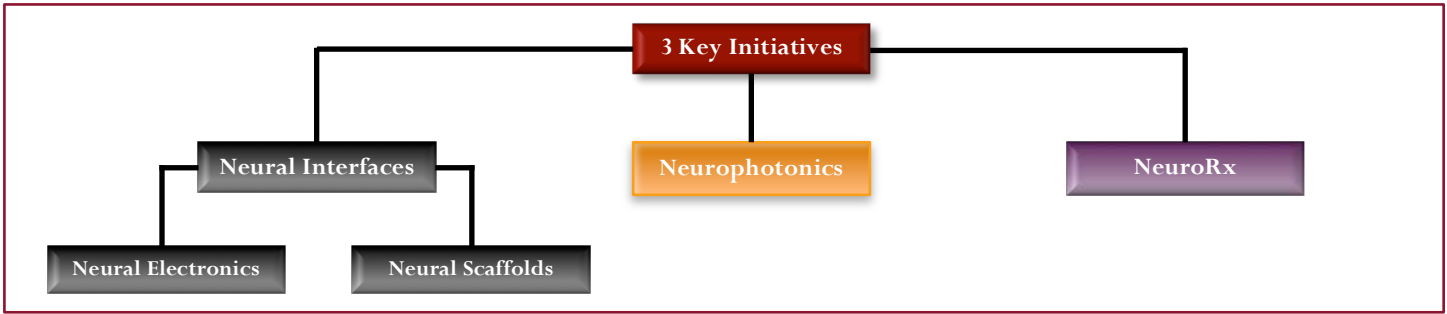 3 Key Initiatives
Neural Interfaces
Neurophotonics
NeuroRx
Neural Electronics
Neural Scaffolds